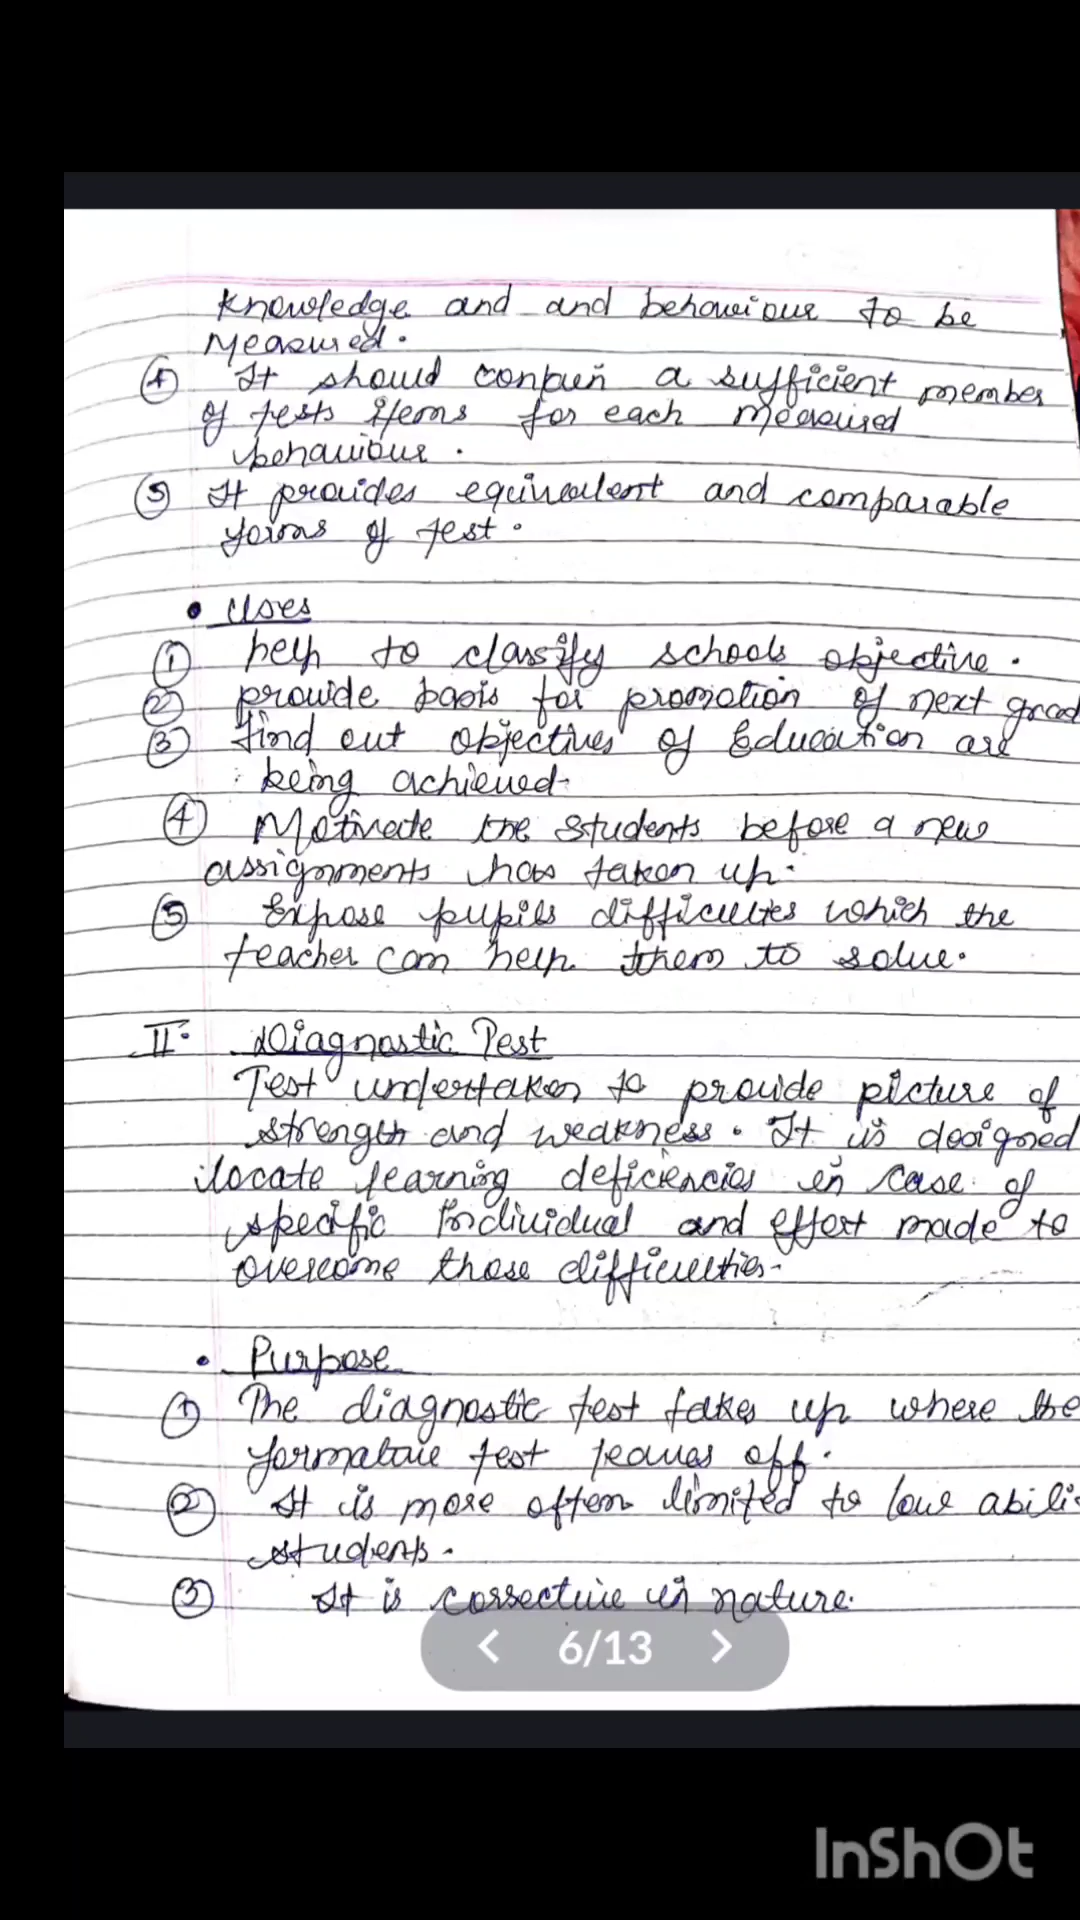 knowledge and and behaviour to be
measured.
④ It should contain a sufficient member
of tests items for each measured
behaviour.
⑤ It provides equivalent and comparable
forms of test.
• Uses
① help to classify schools objective.
② provide basis for promotion of next grad
③ find out objectives of Education are
being achieved.
④ Motivate the students before a new
assignments has taken up.
⑤ Expose pupils difficulties which the
teacher can help them to solve.
II. Diagnostic Test
Test undertaken to provide picture of
strength and weakness. It is designed
locate learning deficiencies in case of
specific individual and effort made to
overcome those difficulties.
• Purpose
① The diagnostic test takes up where the
formative test leaves off.
② It is more often limited to low abili
students.
③ It is corrective in nature.
< 6/13 >
InShOt